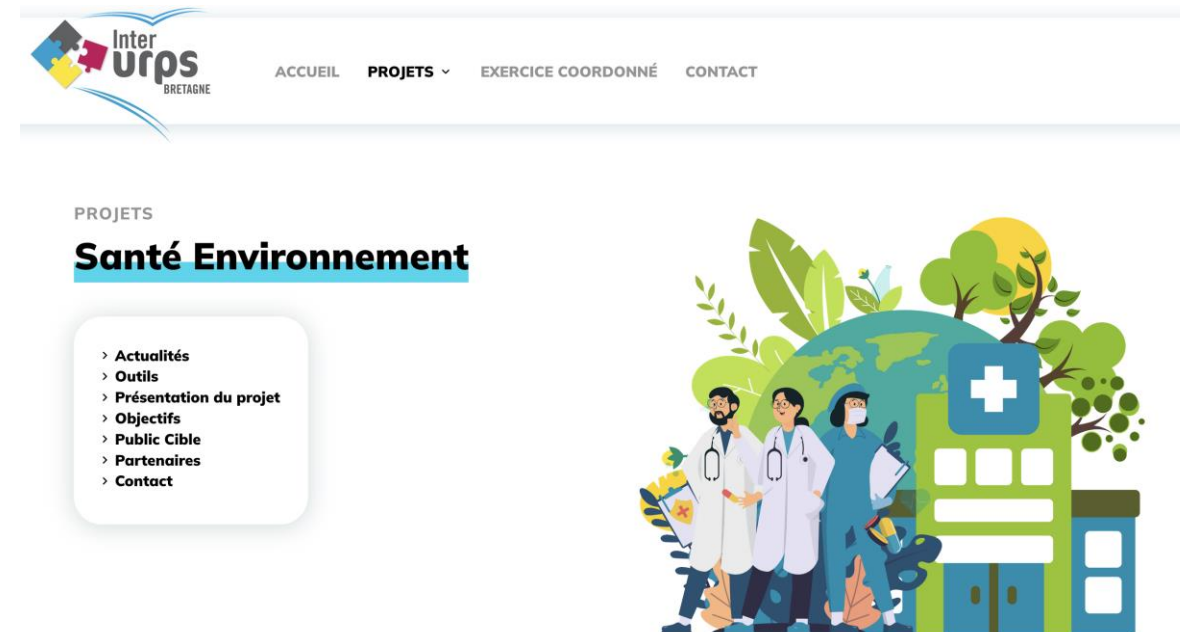 Inter
urps
BRETAGNE
ACCUEIL PROJETS EXERCICE COORDONNÉ CONTACT
PROJETS
Santé Environnement
Actualités
Outils
Présentation du projet
Objectifs
Public Cible
Partenaires
Contact